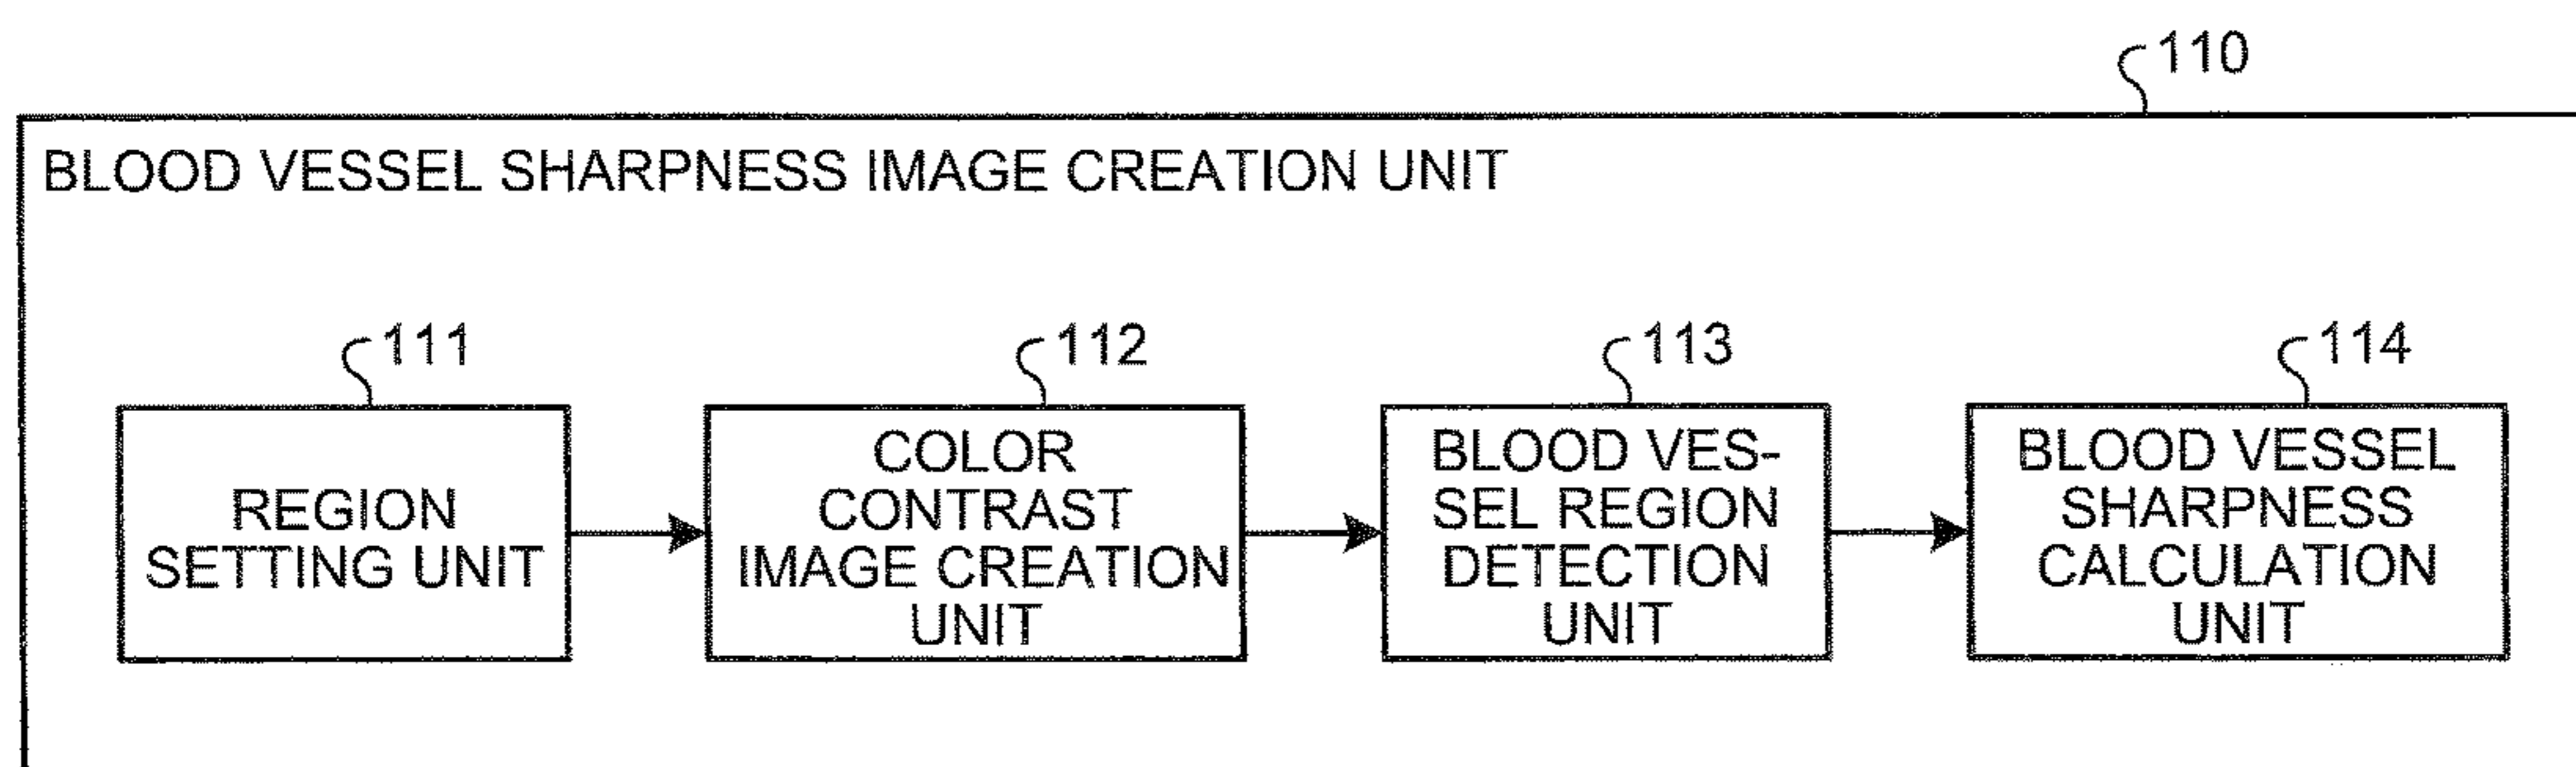 110
BLOOD VESSEL SHARPNESS IMAGE CREATION UNIT
111
REGION
SETTING UNIT
112
COLOR
CONTRAST
IMAGE CREATION
UNIT
113
BLOOD VES-
SEL REGION
DETECTION
UNIT
114
BLOOD VESSEL
SHARPNESS
CALCULATION
UNIT